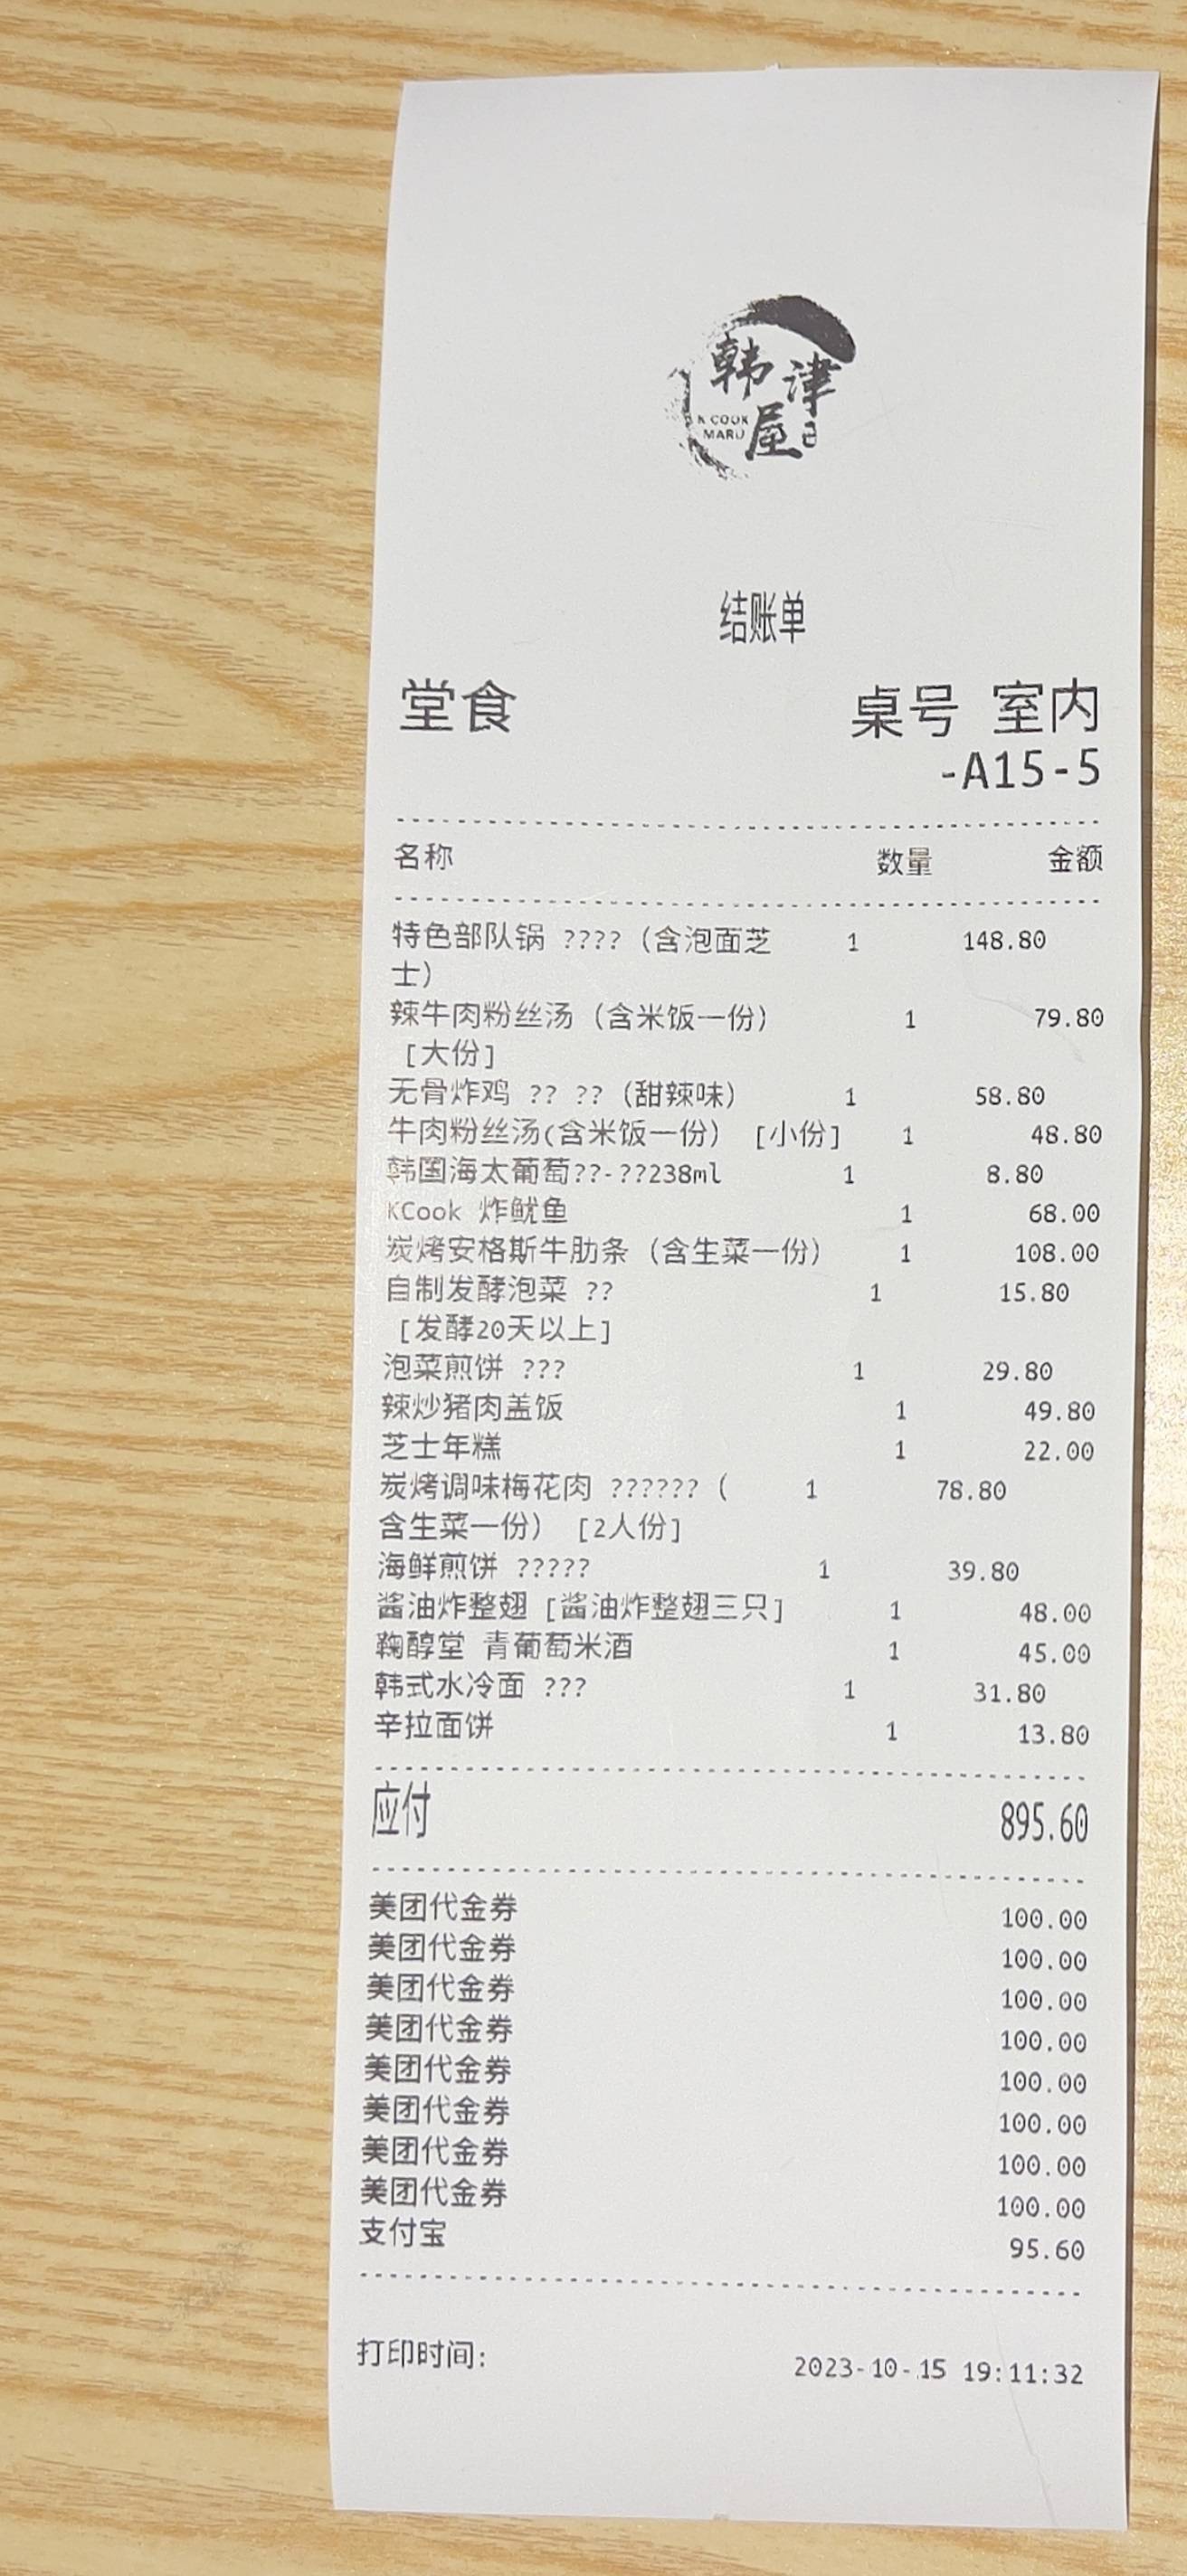 韩津
K COOK
MARU
屋
结账单
堂食 桌号 室内
-A15-5
名称 数量 金额
特色部队锅 ????（含泡面芝 1 148.80
士）
辣牛肉粉丝汤（含米饭一份） 1 79.80
[大份]
无骨炸鸡 ?? ??（甜辣味） 1 58.80
牛肉粉丝汤(含米饭一份） [小份] 1 48.80
韩国海太葡萄??-??238ml 1 8.80
KCook 炸鱿鱼 1 68.00
炭烤安格斯牛肋条（含生菜一份） 1 108.00
自制发酵泡菜 ?? 1 15.80
[发酵20天以上]
泡菜煎饼 ??? 1 29.80
辣炒猪肉盖饭 1 49.80
芝士年糕 1 22.00
炭烤调味梅花肉 ??????（ 1 78.80
含生菜一份） [2人份]
海鲜煎饼 ????? 1 39.80
酱油炸整翅 [酱油炸整翅三只] 1 48.00
鞠醇堂 青葡萄米酒 1 45.00
韩式水冷面 ??? 1 31.80
辛拉面饼 1 13.80
应付 895.60
美团代金券 100.00
美团代金券 100.00
美团代金券 100.00
美团代金券 100.00
美团代金券 100.00
美团代金券 100.00
美团代金券 100.00
美团代金券 100.00
支付宝 95.60
打印时间: 2023-10-15 19:11:32